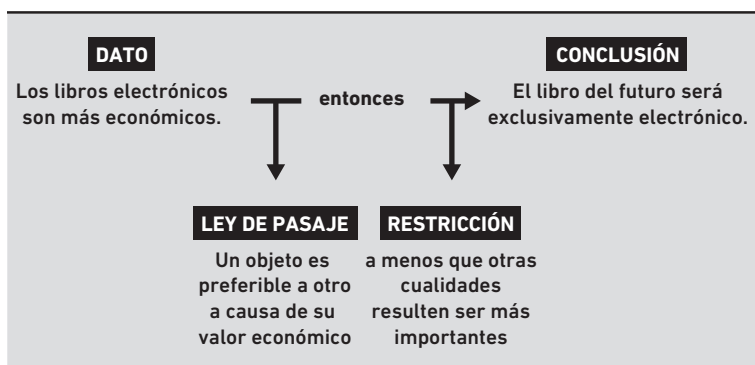 DATO
Los libros electrónicos
son más económicos.
entonces
CONCLUSIÓN
El libro del futuro será
exclusivamente electrónico.
LEY DE PASAJE
Un objeto es
preferible a otro
a causa de su
valor económico
RESTRICCIÓN
a menos que otras
cualidades
resulten ser más
importantes